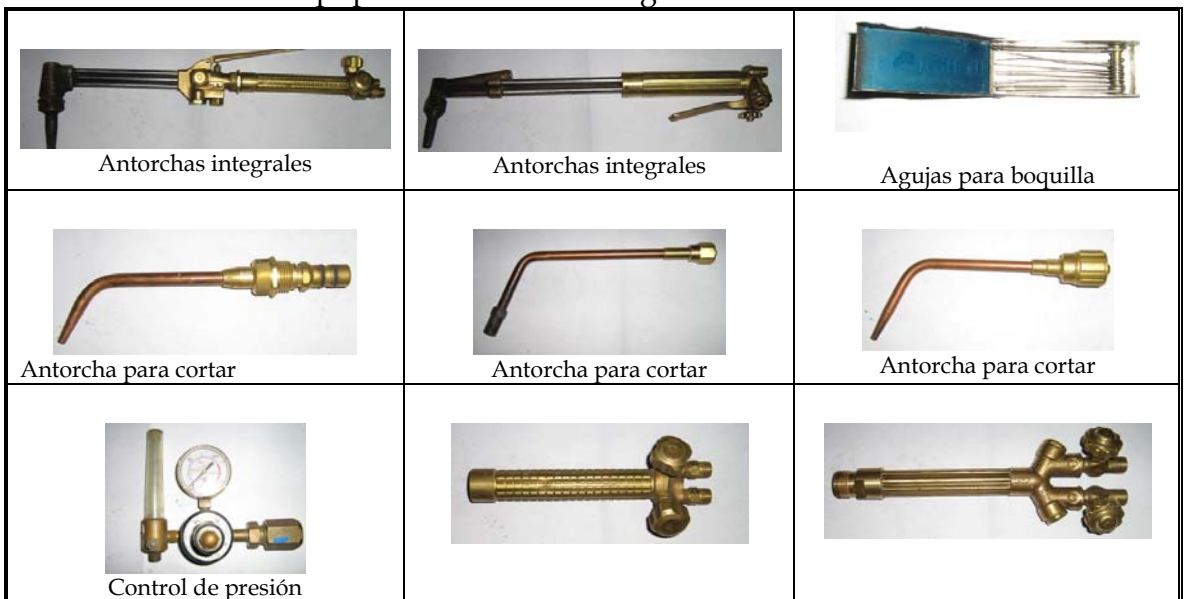 Antorchas integrales
Antorchas integrales
Agujas para boquilla
Antorcha para cortar
Antorcha para cortar
Antorcha para cortar
Control de presión